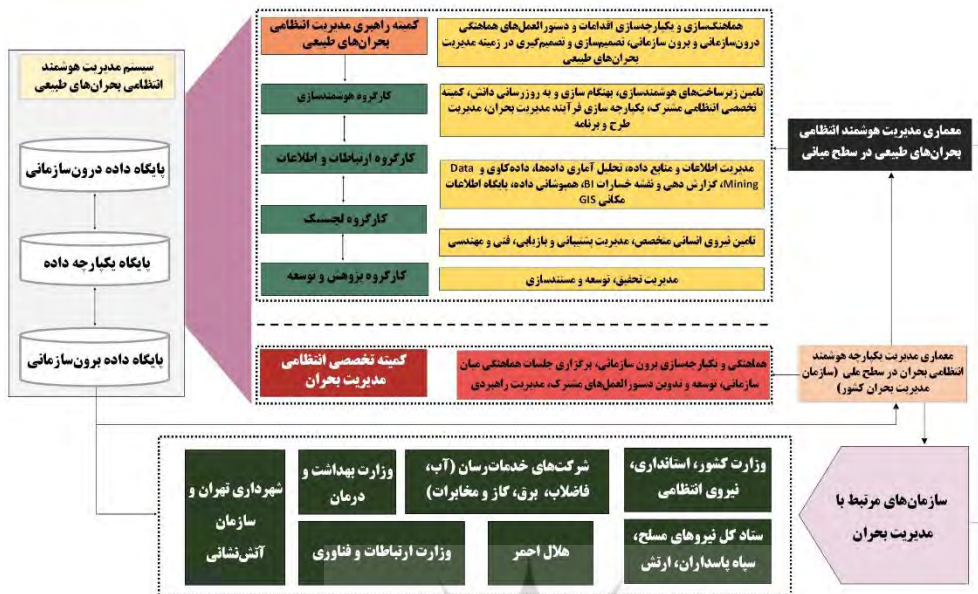 کمیته راهبری مدیریت انتظامی
بحران‌های طبیعی
هماهنگ‌سازی و یکپارچه‌سازی اقدامات و دستورالعمل‌های هماهنگی
درون‌سازمانی و برون سازمانی، تصمیم‌سازی و تصمیم‌گیری در زمینه مدیریت
بحران‌های طبیعی
کارگروه هوشمندسازی
تامین زیرساخت‌های هوشمندسازی، بهنگام سازی و به روزرسانی دانش، کمیته
تخصصی انتظامی مشترک، یکپارچه سازی فرآیند مدیریت بحران، مدیریت
طرح و برنامه
کارگروه ارتباطات و اطلاعات
مدیریت اطلاعات و منابع داده، تحلیل آماری داده‌ها، داده‌کاوی و Data
Mining، گزارش دهی و نقشه خسارات BI، همپوشانی داده، پایگاه اطلاعات
مکانی GIS
کارگروه لجستیک
تامین نیروی انسانی متخصص، مدیریت پشتیبانی و بازیابی، فنی و مهندسی
کارگروه پژوهش و توسعه
مدیریت تحقیق، توسعه و مستندسازی
معماری مدیریت هوشمند انتظامی
بحران‌های طبیعی در سطح میانی
سیستم مدیریت هوشمند
انتظامی بحران‌های طبیعی
پایگاه داده درون‌سازمانی
پایگاه یکپارچه داده
پایگاه داده برون‌سازمانی
کمیته تخصصی انتظامی
مدیریت بحران
هماهنگی و یکپارچه‌سازی برون سازمانی، برگزاری جلسات هماهنگی میان
سازمانی، توسعه و تدوین دستورالعمل‌های مشترک، مدیریت راهبردی
معماری مدیریت یکپارچه هوشمند
انتظامی بحران در سطح ملی (سازمان
مدیریت بحران کشور)
سازمان‌های مرتبط با
مدیریت بحران
وزارت کشور، استانداری،
نیروی انتظامی
شرکت‌های خدمات‌رسان (آب،
فاضلاب، برق، گاز و مخابرات)
وزارت بهداشت و
درمان
شهرداری تهران و
سازمان
آتش‌نشانی
ستاد کل نیروهای مسلح،
سپاه پاسداران، ارتش
هلال احمر
وزارت ارتباطات و فناوری